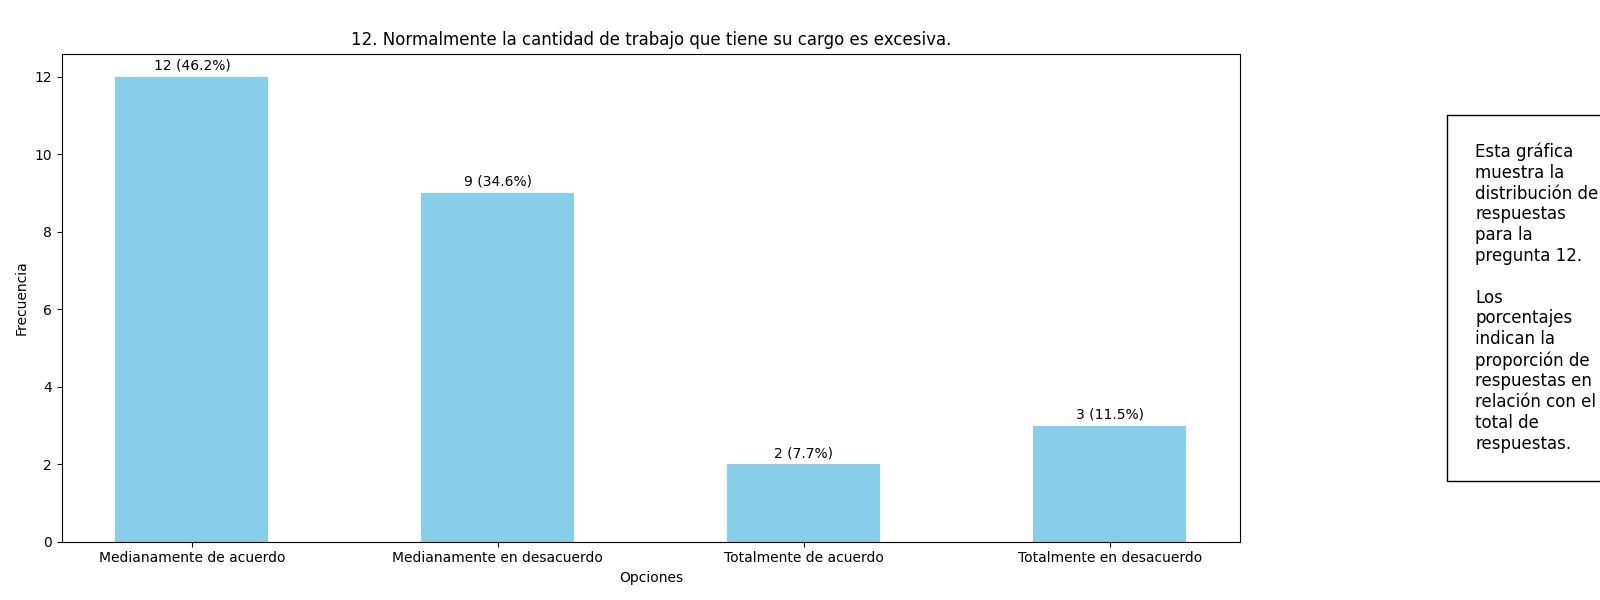 12. Normalmente la cantidad de trabajo que tiene su cargo es excesiva.
12 (46.2%)
9 (34.6%)
2 (7.7%)
3 (11.5%)
12
10
8
6
4
2
0
Frecuencia
Medianamente de acuerdo
Medianamente en desacuerdo
Totalmente de acuerdo
Totalmente en desacuerdo
Opciones
Esta gráfica
muestra la
distribución de
respuestas
para la
pregunta 12.
Los
porcentajes
indican la
proporción de
respuestas en
relación con el
total de
respuestas.